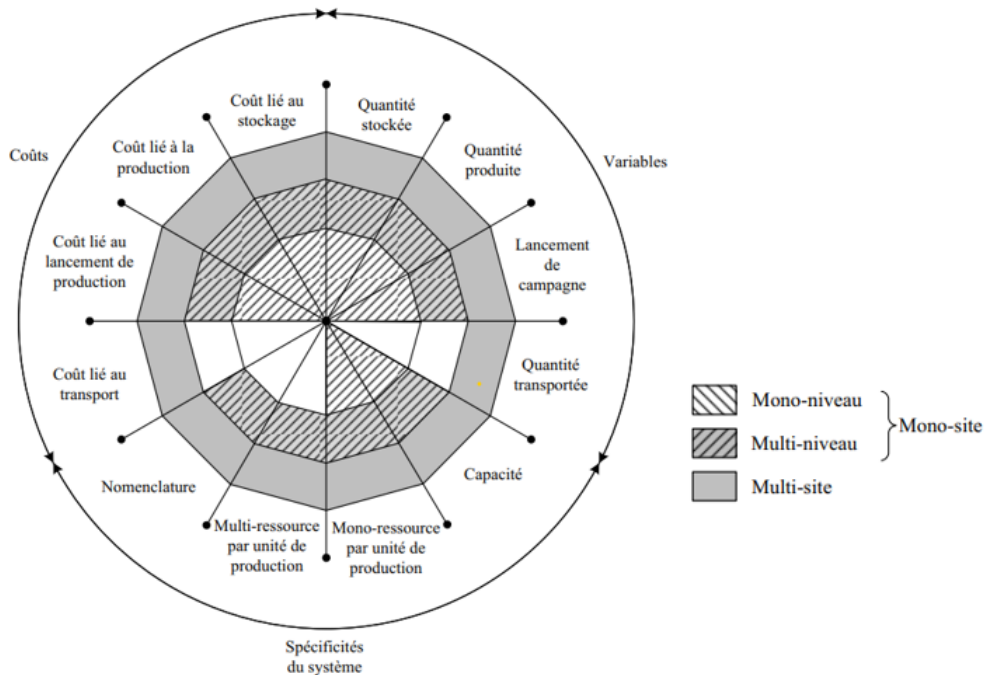 Coût lié au
stockage
Quantité
stockée
Coût lié à la
production
Quantité
produite
Coûts
Variables
Coût lié au
lancement de
production
Lancement
de
campagne
Coût lié au
transport
Quantité
transportée
Nomenclature
Capacité
Multi-ressource
par unité de
production
Mono-ressource
par unité de
production
Spécificités
du système
Mono-niveau
Multi-niveau
Mono-site
Multi-site